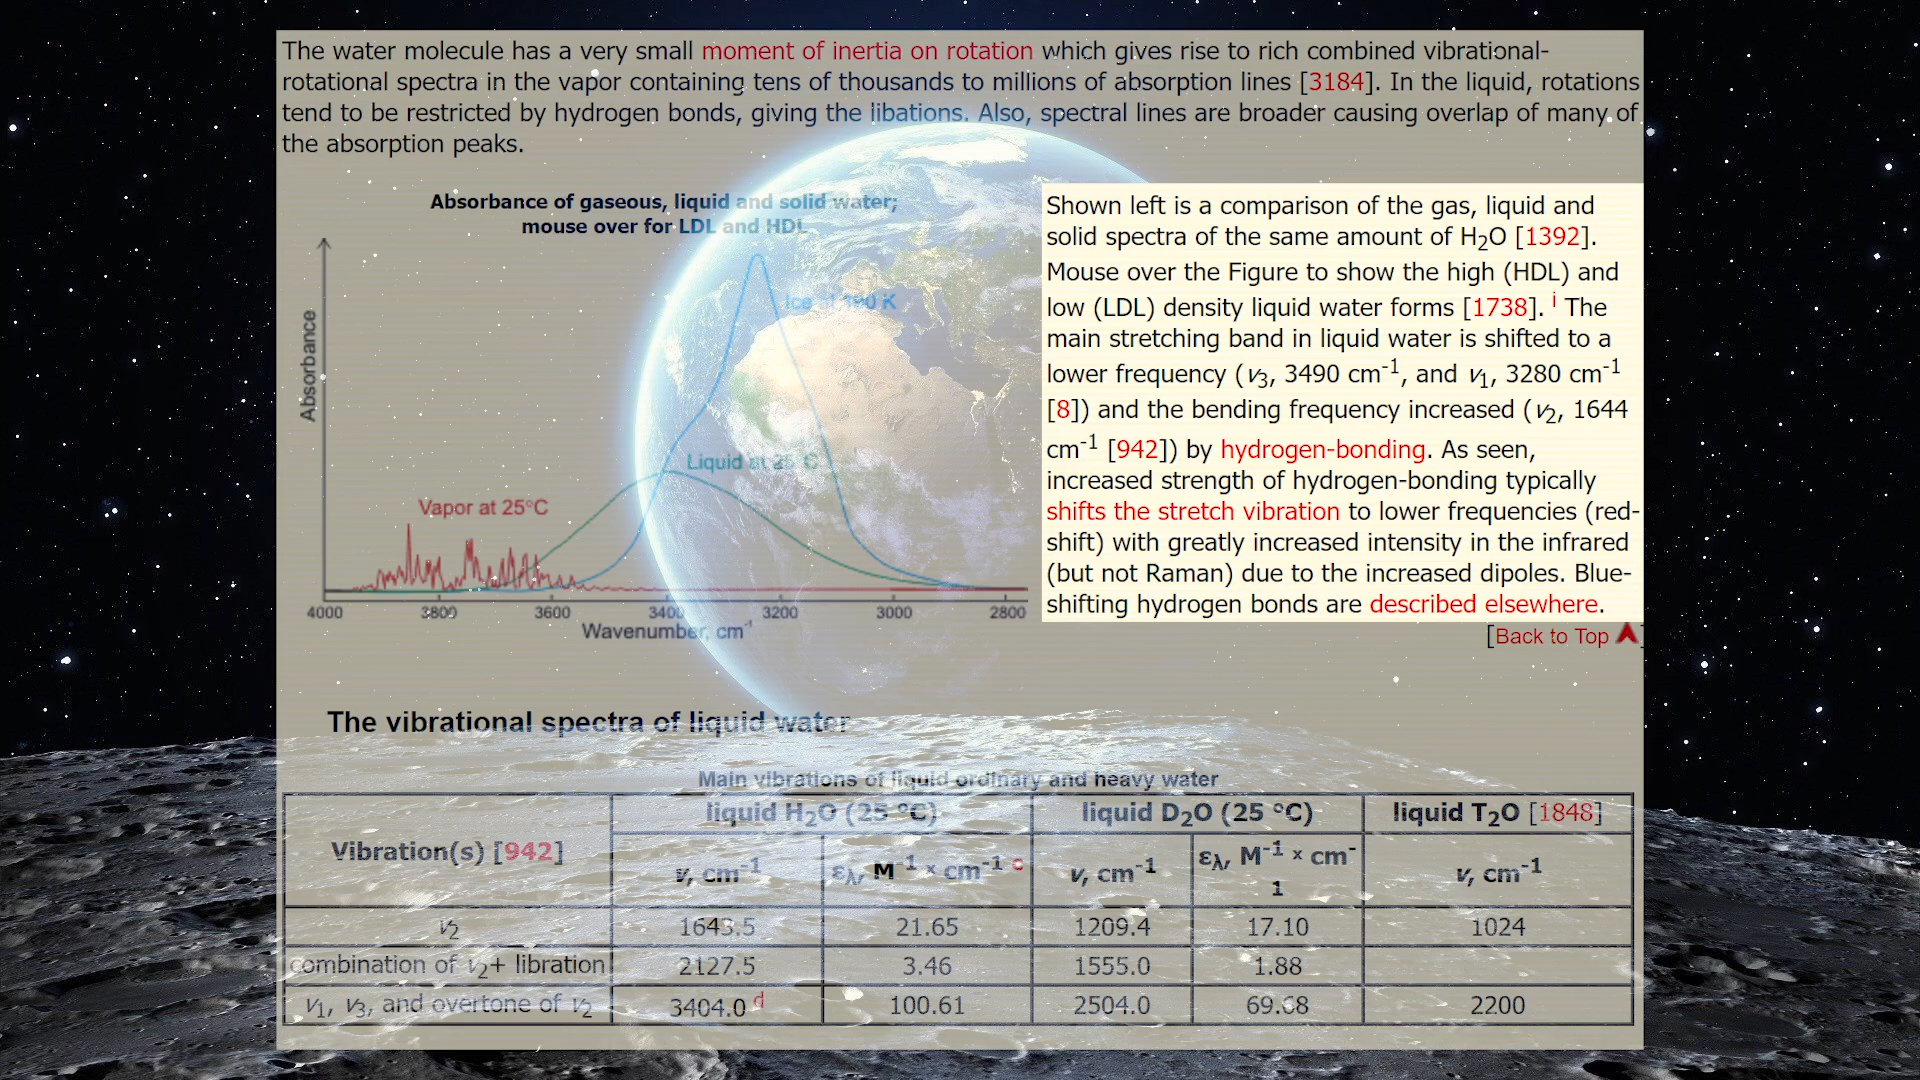 The water molecule has a very small moment of inertia on rotation which gives rise to rich combined vibrational-
rotational spectra in the vapor containing tens of thousands to millions of absorption lines [3184]. In the liquid, rotations
tend to be restricted by hydrogen bonds, giving the libations. Also, spectral lines are broader causing overlap of many of
the absorption peaks.
Absorbance of gaseous, liquid and solid water;
mouse over for LDL and HDL
Absorbance
Ice at K
Liquid at 25 °C
Vapor at 25°C
4000 3800 3600 3400 3200 3000 2800
Wavenumber, cm⁻¹
Shown left is a comparison of the gas, liquid and
solid spectra of the same amount of H₂O [1392].
Mouse over the Figure to show the high (HDL) and
low (LDL) density liquid water forms [1738]. ⁱ The
main stretching band in liquid water is shifted to a
lower frequency (ν₃, 3490 cm⁻¹, and ν₁, 3280 cm⁻¹
[8]) and the bending frequency increased (ν₂, 1644
cm⁻¹ [942]) by hydrogen-bonding. As seen,
increased strength of hydrogen-bonding typically
shifts the stretch vibration to lower frequencies (red-
shift) with greatly increased intensity in the infrared
(but not Raman) due to the increased dipoles. Blue-
shifting hydrogen bonds are described elsewhere.
[Back to Top ]
The vibrational spectra of liquid water
Main vibrations of liquid ordinary and heavy water
Vibration(s) [942] liquid H₂O (25 °C) liquid D₂O (25 °C) liquid T₂O [1848]
ν, cm⁻¹ ελ, M⁻¹ x cm⁻¹ c ν, cm⁻¹ ελ, M⁻¹ x cm⁻¹ ν, cm⁻¹
ν₂ 1643.5 21.65 1209.4 17.10 1024
combination of ν₂+ libration 2127.5 3.46 1555.0 1.88
ν₁, ν₃, and overtone of ν₂ 3404.0 d 100.61 2504.0 69.68 2200